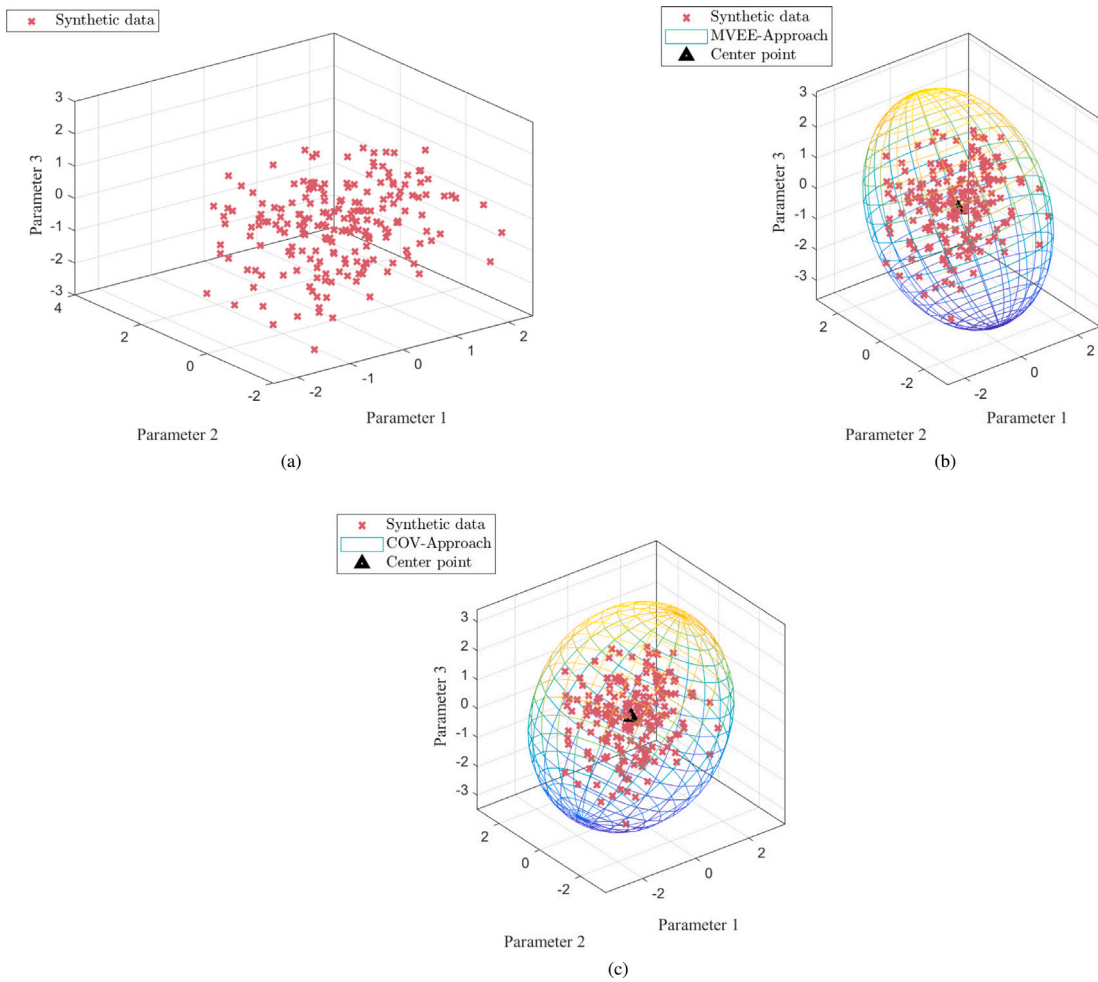 Synthetic data
3
2
1
0
-1
-2
-3
Parameter 3
4
2
0
-2
Parameter 2
-2
-1
0
1
2
Parameter 1
(a)
Synthetic data
MVEE-Approach
Center point
3
2
1
0
-1
-2
-3
Parameter 3
2
0
-2
Parameter 2
-2
0
2
Parameter 1
(b)
Synthetic data
COV-Approach
Center point
3
2
1
0
-1
-2
-3
Parameter 3
2
0
-2
Parameter 2
-2
0
2
Parameter 1
(c)